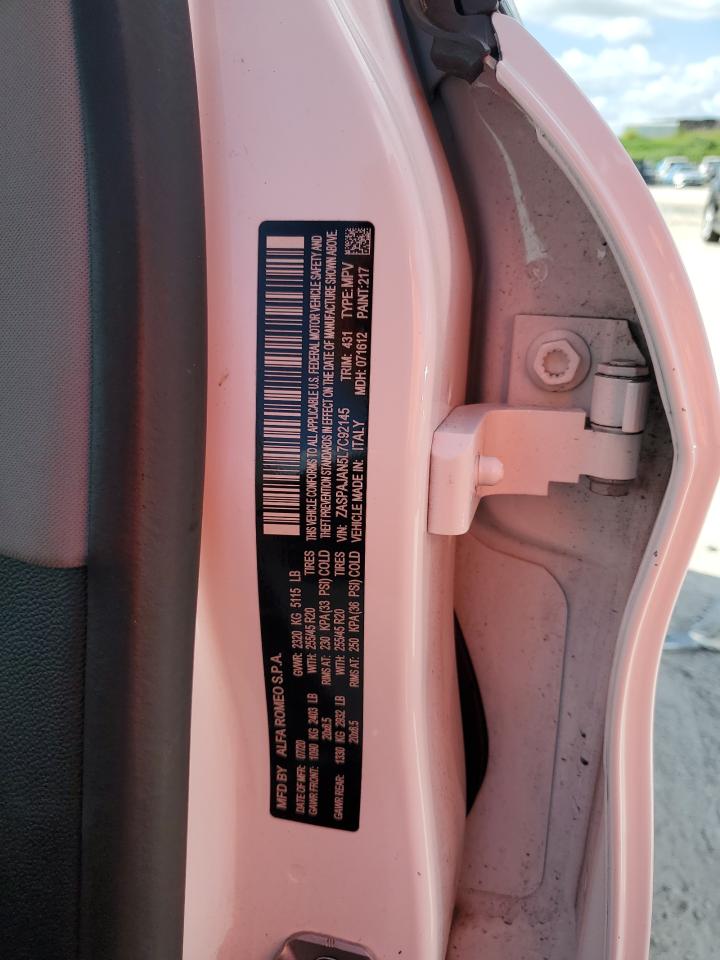 MFD BY ALFA ROMEO S.P.A.
DATE OF MFR: 07/20 GVWR: 2320 KG 5115 LB
GAWR FRONT: 1090 KG 2403 LB WITH: 255/45 R20 TIRES
20x8.5 RIMS AT: 230 KPA(33 PSI) COLD
GAWR REAR: 1330 KG 2932 LB WITH: 255/45 R20 TIRES
20x8.5 RIMS AT: 250 KPA(36 PSI) COLD
THIS VEHICLE CONFORMS TO ALL APPLICABLE U.S. FEDERAL MOTOR VEHICLE SAFETY AND
THEFT PREVENTION STANDARDS IN EFFECT ON THE DATE OF MANUFACTURE SHOWN ABOVE.
VIN: ZASPAJAN5L7C92145 TRIM: 431 TYPE: MPV
VEHICLE MADE IN: ITALY MDH: 071612 PAINT: 217